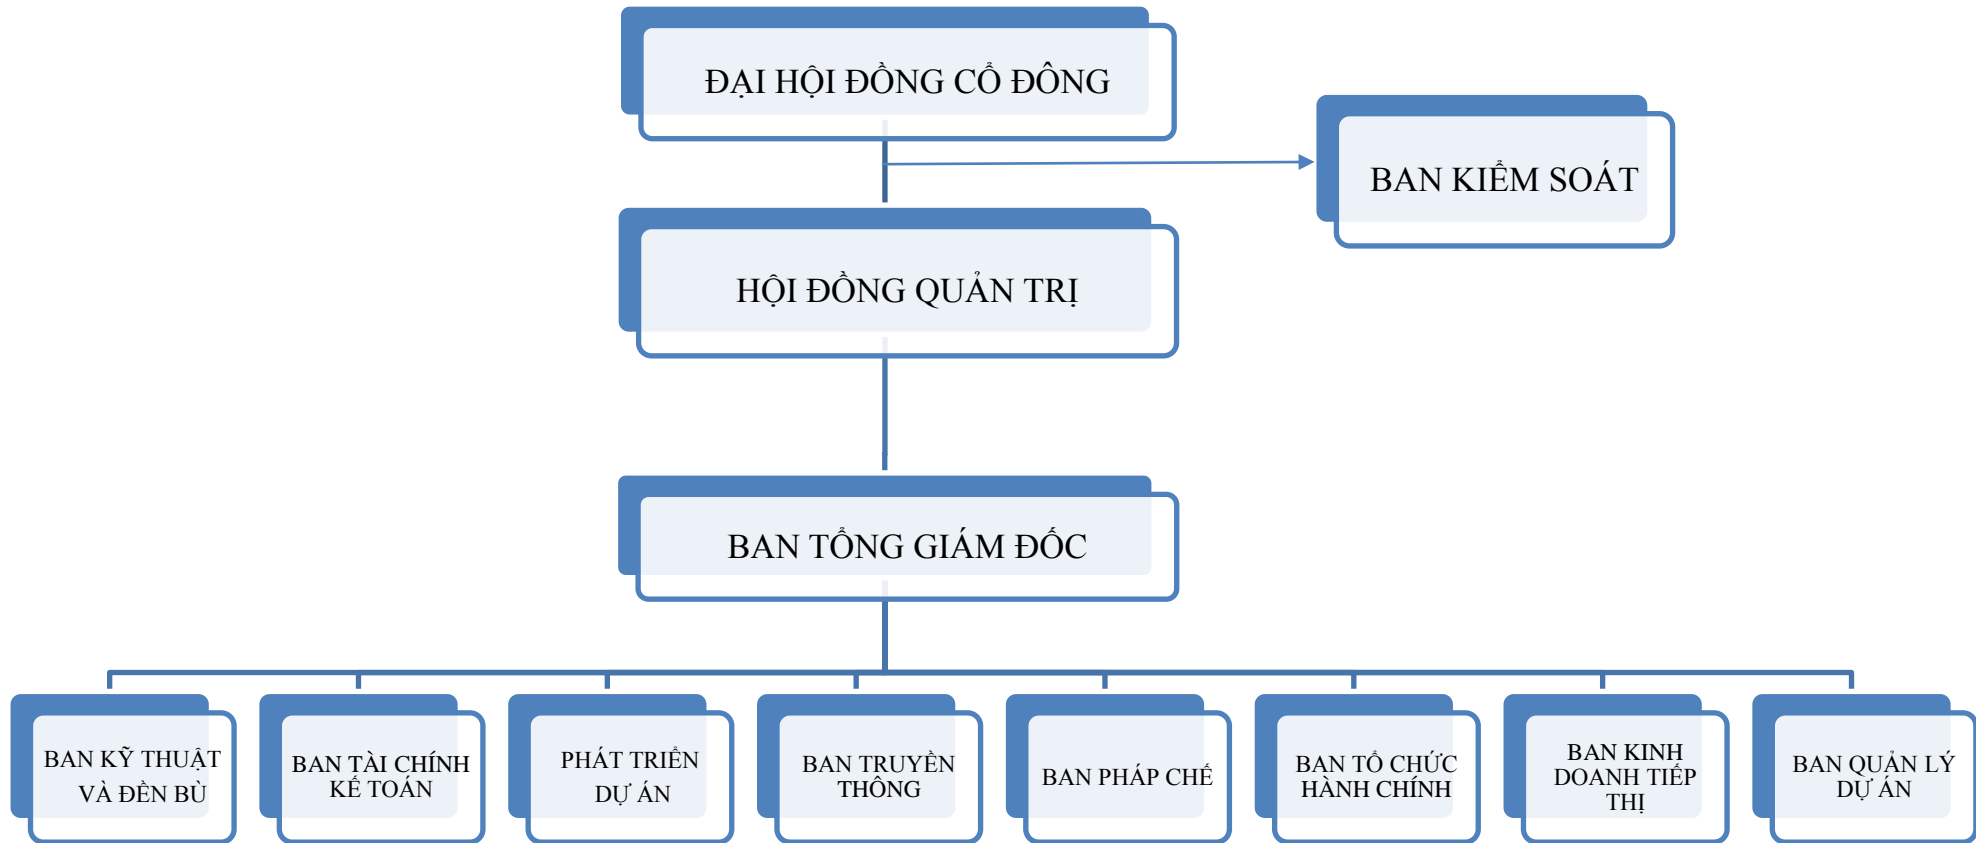 ĐẠI HỘI ĐỒNG CỔ ĐÔNG
BAN KIỂM SOÁT
HỘI ĐỒNG QUẢN TRỊ
BAN TỔNG GIÁM ĐỐC
BAN KỸ THUẬT
VÀ ĐỀN BÙ
BAN TÀI CHÍNH
KẾ TOÁN
PHÁT TRIỂN
DỰ ÁN
BAN TRUYỀN
THÔNG
BAN PHÁP CHẾ
BAN TỔ CHỨC
HÀNH CHÍNH
BAN KINH
DOANH TIẾP
THỊ
BAN QUẢN LÝ
DỰ ÁN